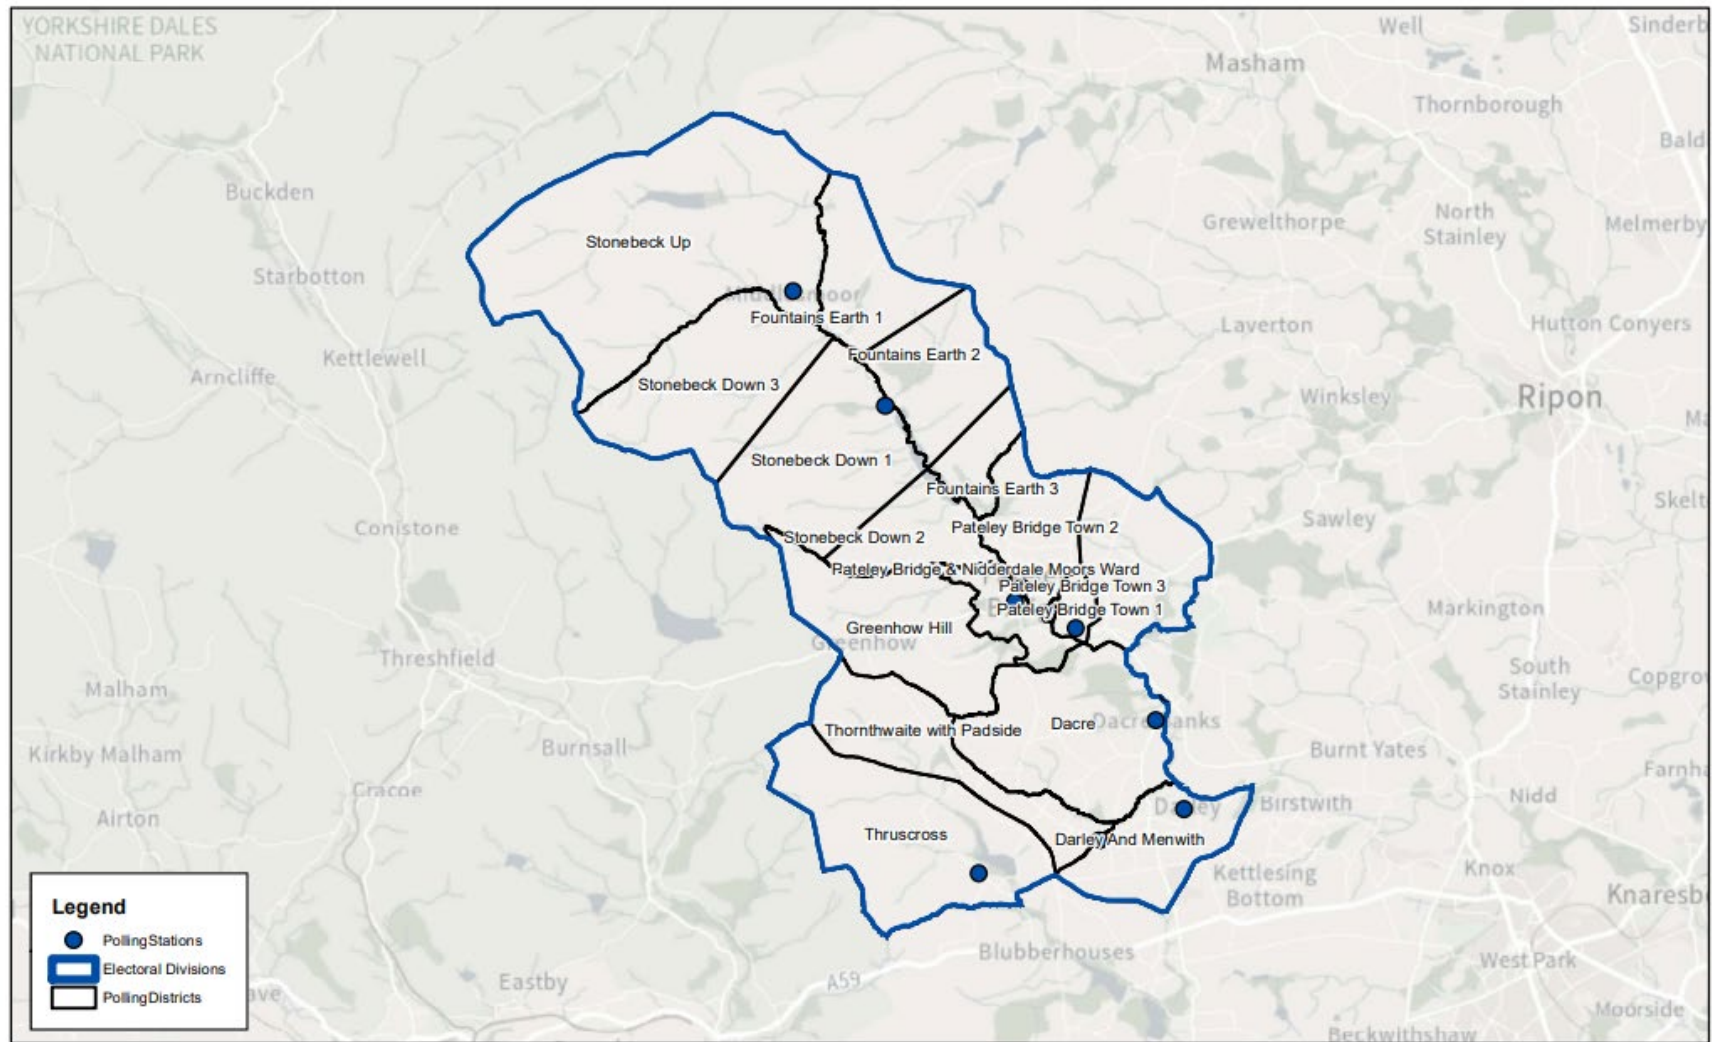 YORKSHIRE DALES
NATIONAL PARK
Well
Masham
Thornborough
Buckden
Grewelthorpe
North
Stainley
Melmerby
Stonebeck Up
Starbotton
Fountains Earth 1
Laverton
Hutton Conyers
Kettlewell
Arncliffe
Fountains Earth 2
Stonebeck Down 3
Winksley
Ripon
Stonebeck Down 1
Fountains Earth 3
Conistone
Sawley
Pateley Bridge Town 2
Stonebeck Down 2
Pateley Bridge & Nidderdale Moors Ward
Pateley Bridge Town 3
Pateley Bridge Town 1
Markington
Greenhow Hill
Greenhow
Threshfield
South
Stainley
Malham
Dacre
Thornthwaite with Padside
Kirkby Malham
Burnsall
Burnt Yates
Cracoe
Nidd
Birstwith
Airton
Thruscross
Darley And Menwith
Kettlesing
Bottom
Knox
Blubberhouses
West Park
Eastby
A59
Moorside
Beckwithshaw
Legend
PollingStations
Electoral Divisions
PollingDistricts